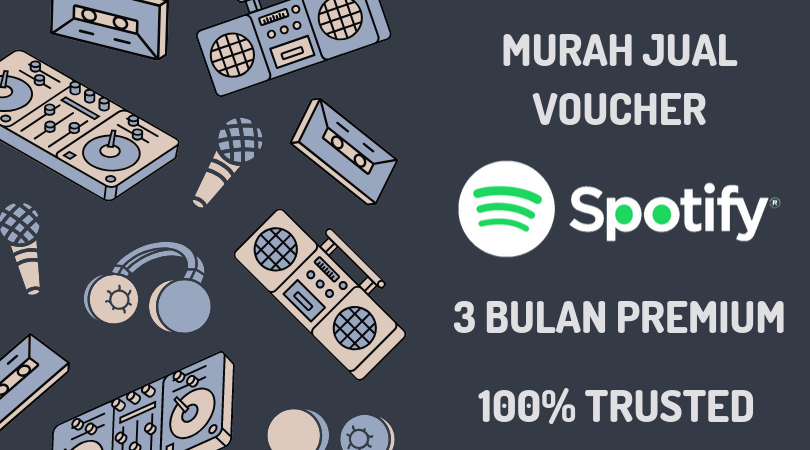 MURAH JUAL
VOUCHER
Spotify®
3 BULAN PREMIUM
100% TRUSTED